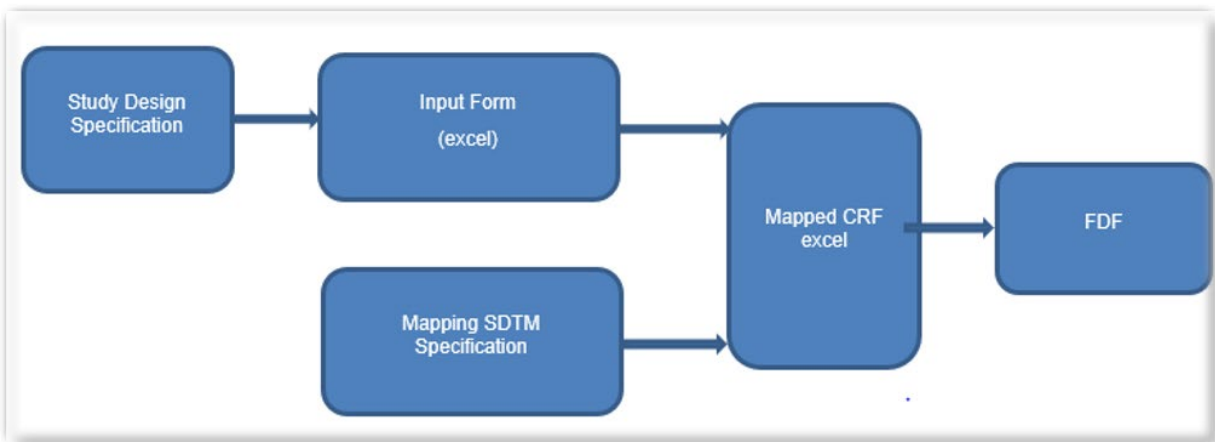 Study Design
Specification
Input Form
(excel)
Mapping SDTM
Specification
Mapped CRF
excel
FDF